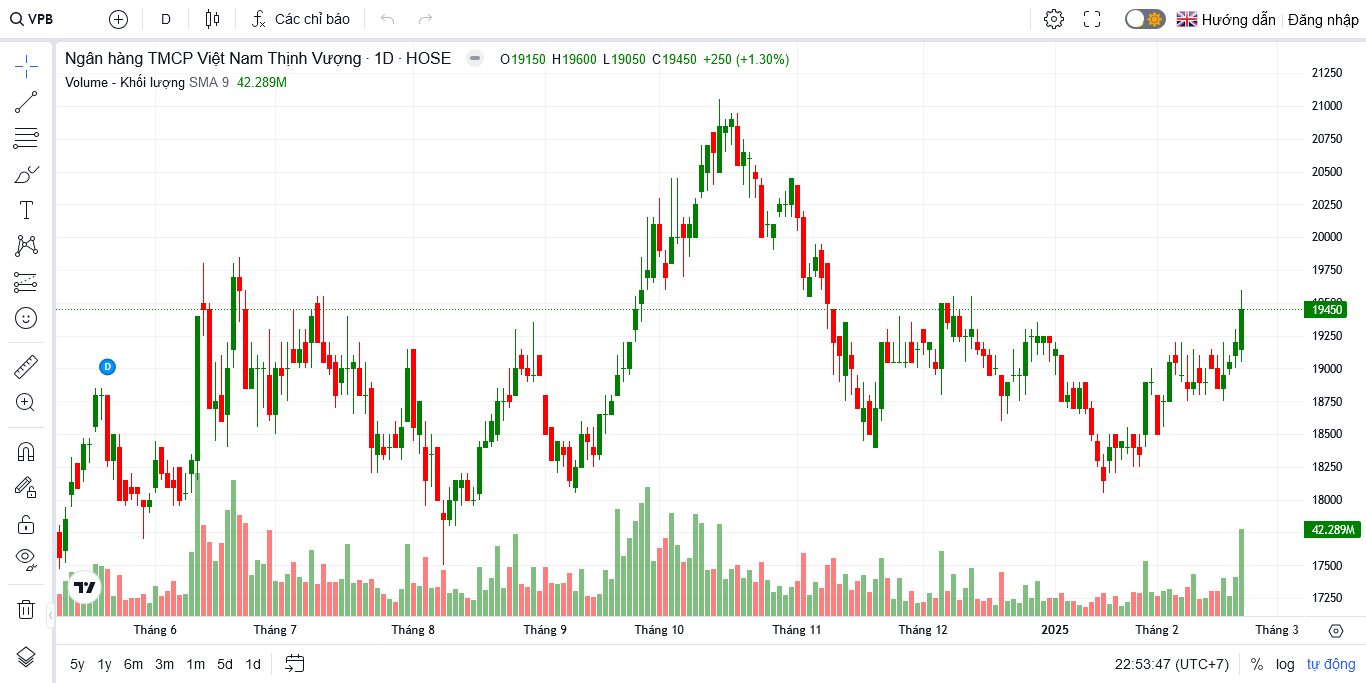 VPB D Các chỉ báo Hướng dẫn Đăng nhập
Ngân hàng TMCP Việt Nam Thịnh Vượng · 1D · HOSE O19150 H19600 L19050 C19450 +250 (+1.30%)
Volume - Khối lượng SMA 9 42.289M
21250
21000
20750
20500
20250
20000
19750
19500
19450
19250
19000
18750
18500
18250
18000
42.289M
17500
17250
D
Tháng 6 Tháng 7 Tháng 8 Tháng 9 Tháng 10 Tháng 11 Tháng 12 2025 Tháng 2 Tháng 3
5y 1y 6m 3m 1m 5d 1d 22:53:47 (UTC+7) % log tự động